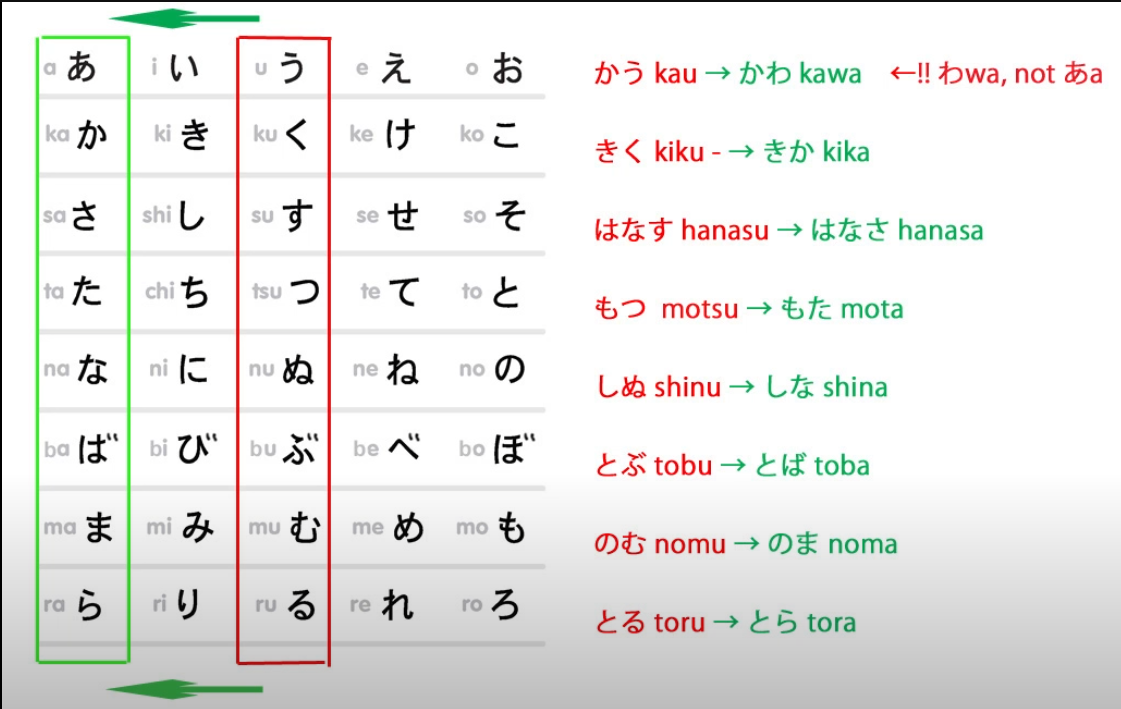 a あ i い u う e え o お かう kau → かわ kawa ←!! わwa, not あa
ka か ki き ku く ke け ko こ きく kiku - → きか kika
sa さ shi し su す se せ so そ はなす hanasu → はなさ hanasa
ta た chi ち tsu つ te て to と もつ motsu → もた mota
na な ni に nu ぬ ne ね no の しぬ shinu → しな shina
ba ば bi び bu ぶ be べ bo ぼ とぶ tobu → とば toba
ma ま mi み mu む me め mo も のむ nomu → のま noma
ra ら ri り ru る re れ ro ろ とる toru → とら tora